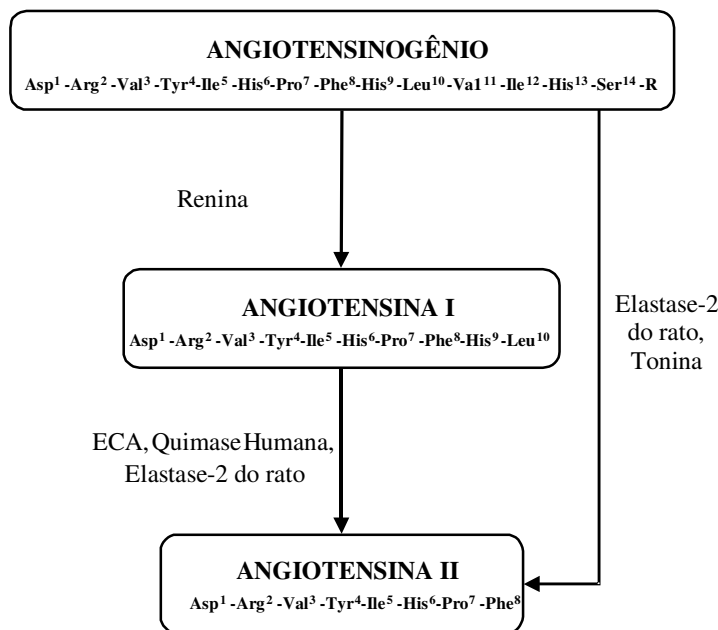 ANGIOTENSINOGÊNIO
Asp¹ -Arg² -Val³ -Tyr⁴-Ile⁵ -His⁶-Pro⁷ -Phe⁸-His⁹ -Leu¹⁰-Va1¹¹ -Ile¹² -His¹³ -Ser¹⁴ -R
Renina
ANGIOTENSINA I
Asp¹ -Arg² -Val³ -Tyr⁴-Ile⁵ -His⁶-Pro⁷ -Phe⁸-His⁹ -Leu¹⁰
Elastase-2
do rato,
Tonina
ECA, Quimase Humana,
Elastase-2 do rato
ANGIOTENSINA II
Asp¹ -Arg² -Val³ -Tyr⁴-Ile⁵ -His⁶-Pro⁷ -Phe⁸